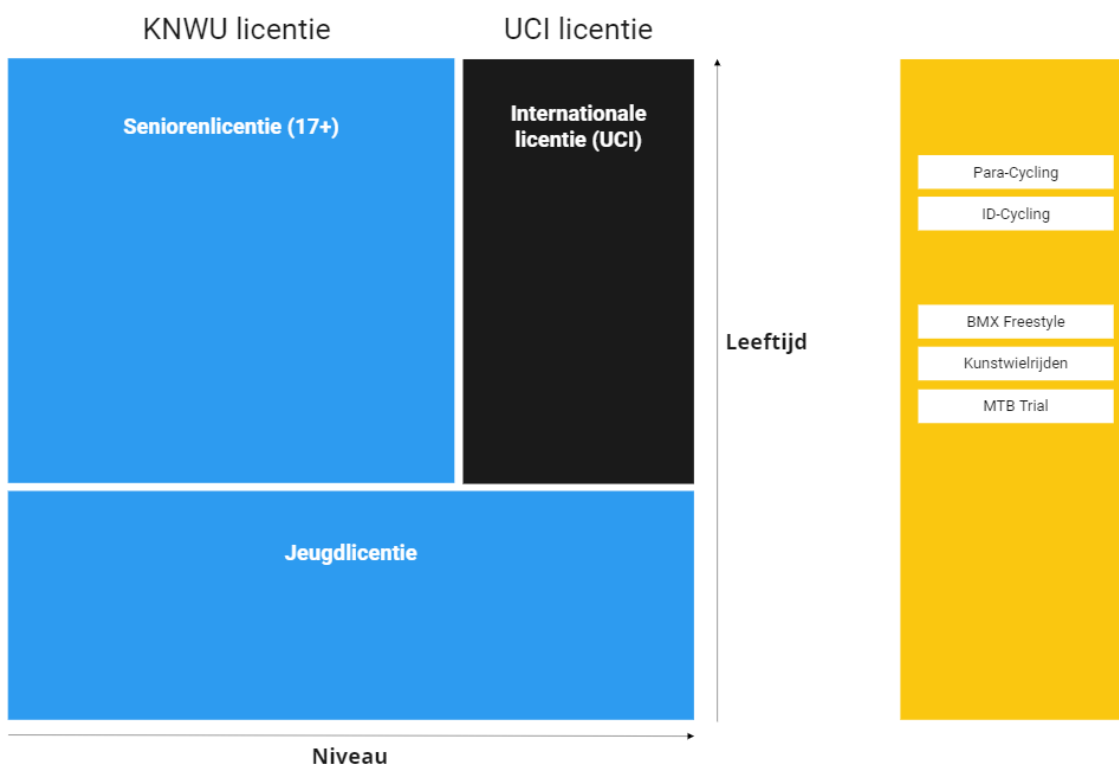 KNWU licentie
UCI licentie
Seniorenlicentie (17+)
Internationale
licentie (UCI)
Jeugdlicentie
Leeftijd
Niveau
Para-Cycling
ID-Cycling
BMX Freestyle
Kunstwielrijden
MTB Trial